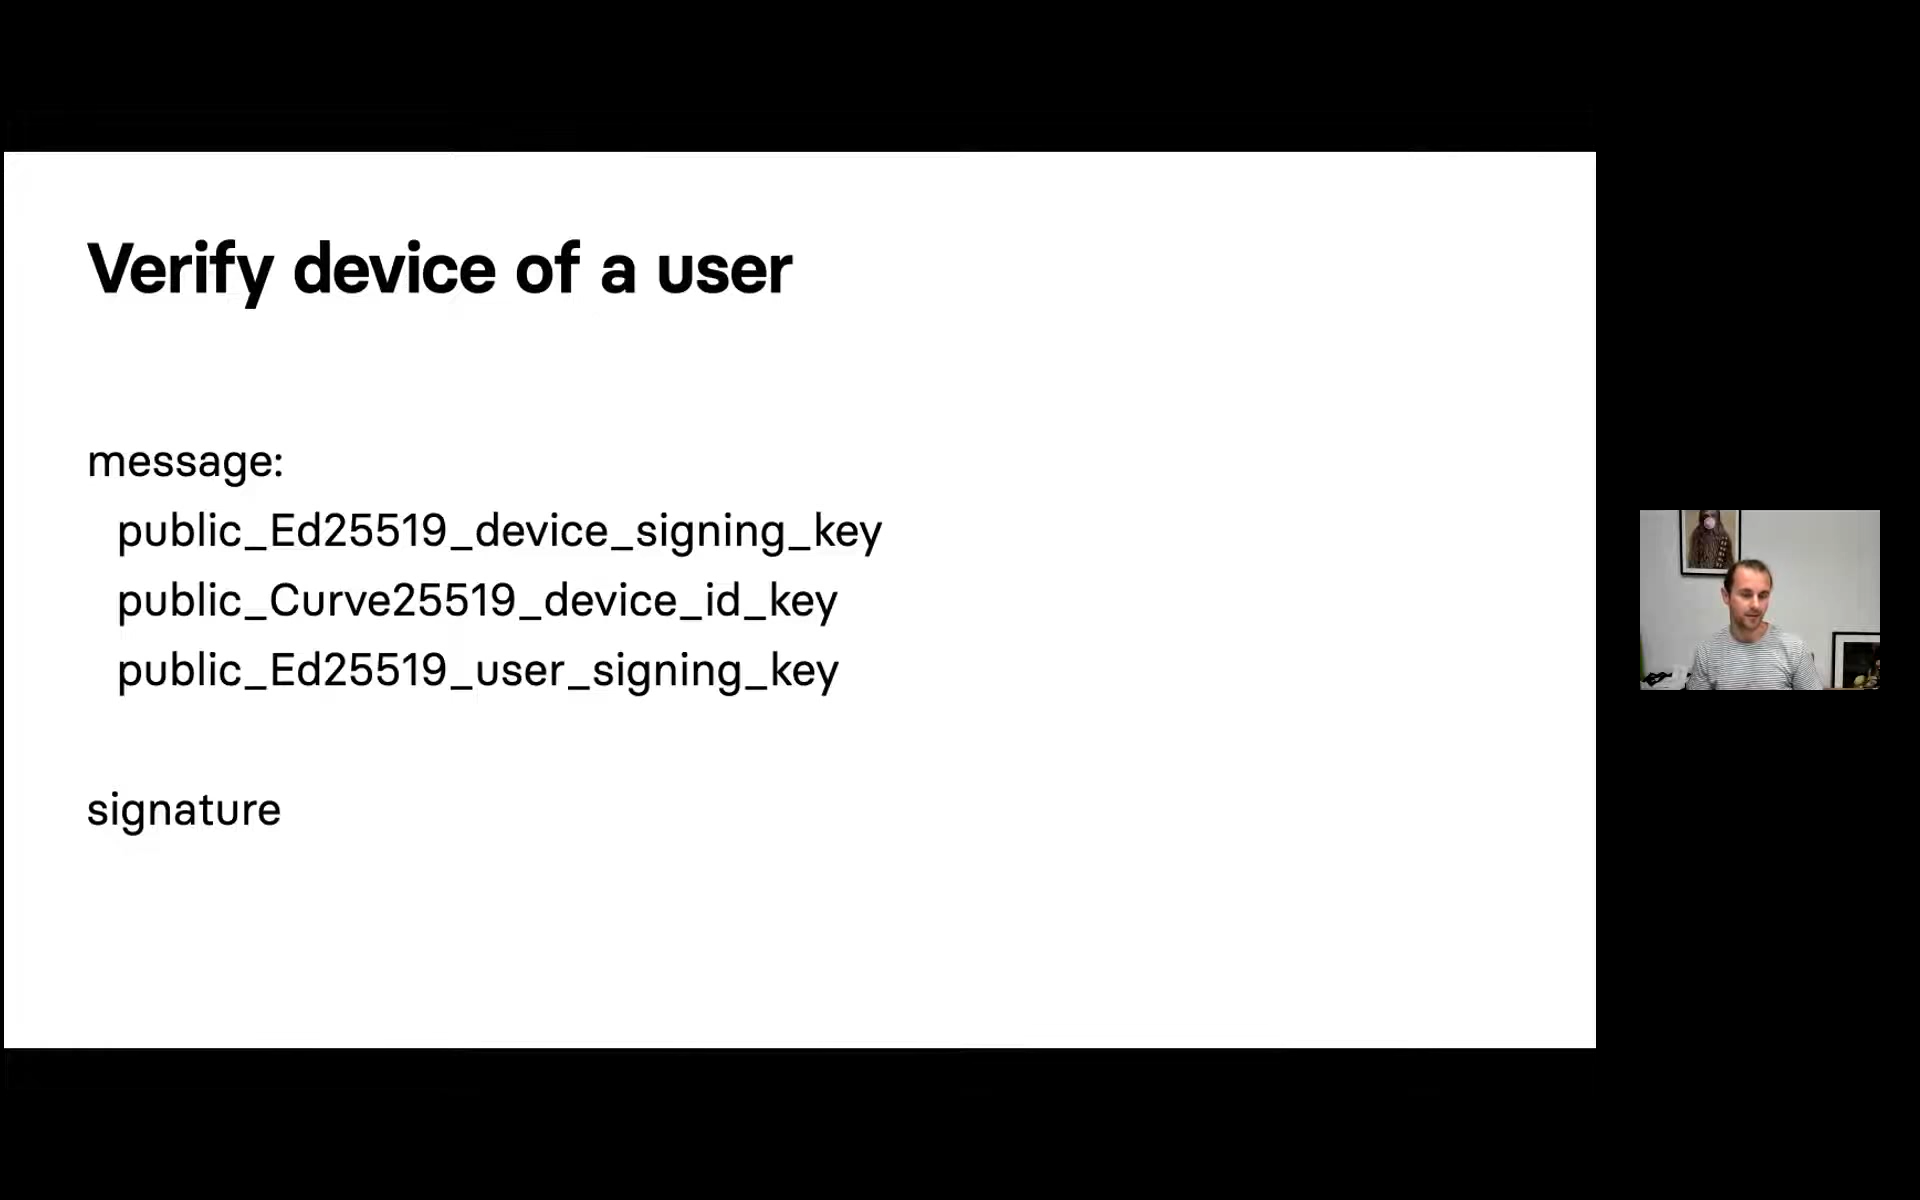 Verify device of a user
message:
public_Ed25519_device_signing_key
public_Curve25519_device_id_key
public_Ed25519_user_signing_key
signature